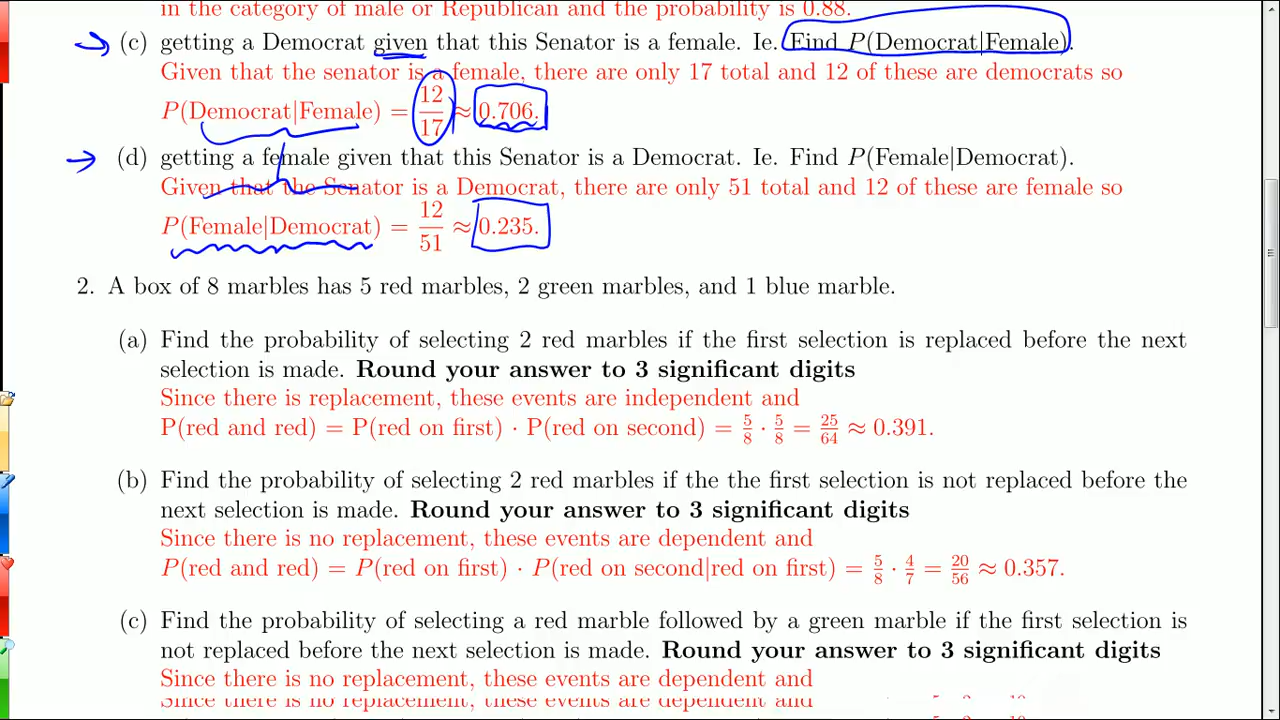 in the category of male or Republican and the probability is 0.88.
(c) getting a Democrat given that this Senator is a female. Ie. Find P(Democrat|Female).
Given that the senator is a female, there are only 17 total and 12 of these are democrats so
P(Democrat|Female) = 12/17 ≈ 0.706.
(d) getting a female given that this Senator is a Democrat. Ie. Find P(Female|Democrat).
Given that the Senator is a Democrat, there are only 51 total and 12 of these are female so
P(Female|Democrat) = 12/51 ≈ 0.235.
2. A box of 8 marbles has 5 red marbles, 2 green marbles, and 1 blue marble.
(a) Find the probability of selecting 2 red marbles if the first selection is replaced before the next
selection is made. Round your answer to 3 significant digits
Since there is replacement, these events are independent and
P(red and red) = P(red on first) · P(red on second) = 5/8 · 5/8 = 25/64 ≈ 0.391.
(b) Find the probability of selecting 2 red marbles if the the first selection is not replaced before the
next selection is made. Round your answer to 3 significant digits
Since there is no replacement, these events are dependent and
P(red and red) = P(red on first) · P(red on second|red on first) = 5/8 · 4/7 = 20/56 ≈ 0.357.
(c) Find the probability of selecting a red marble followed by a green marble if the first selection is
not replaced before the next selection is made. Round your answer to 3 significant digits
Since there is no replacement, these events are dependent and
Since there is no replacement, these events are dependent and